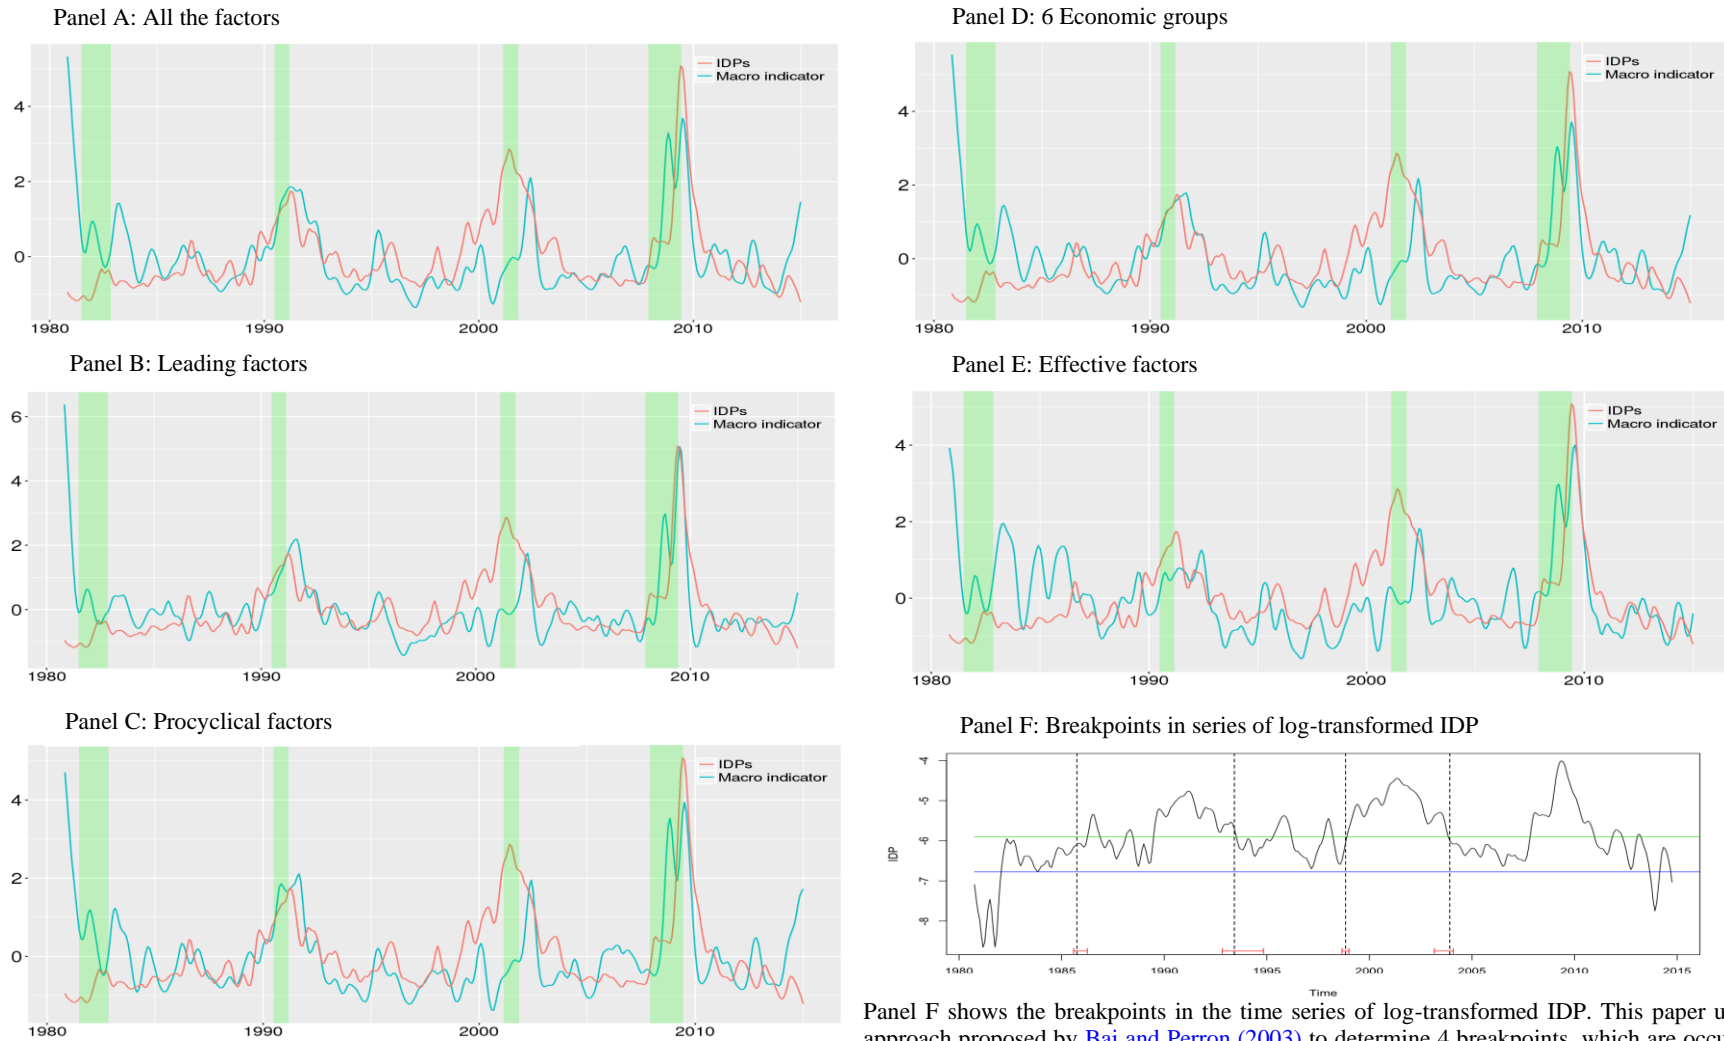 Panel A: All the factors
IDPs
Macro indicator
4
2
0
1980 1990 2000 2010
Panel B: Leading factors
IDPs
Macro indicator
6
4
2
0
1980 1990 2000 2010
Panel C: Procyclical factors
IDPs
Macro indicator
4
2
0
1980 1990 2000 2010
Panel D: 6 Economic groups
IDPs
Macro indicator
4
2
0
1980 1990 2000 2010
Panel E: Effective factors
IDPs
Macro indicator
4
2
0
1980 1990 2000 2010
Panel F: Breakpoints in series of log-transformed IDP
-4
-5
-6
-7
-8
IDP
1980 1985 1990 1995 2000 2005 2010 2015
Time
Panel F shows the breakpoints in the time series of log-transformed IDP. This paper u
approach proposed by Bai and Perron (2003) to determine 4 breakpoints, which are occu